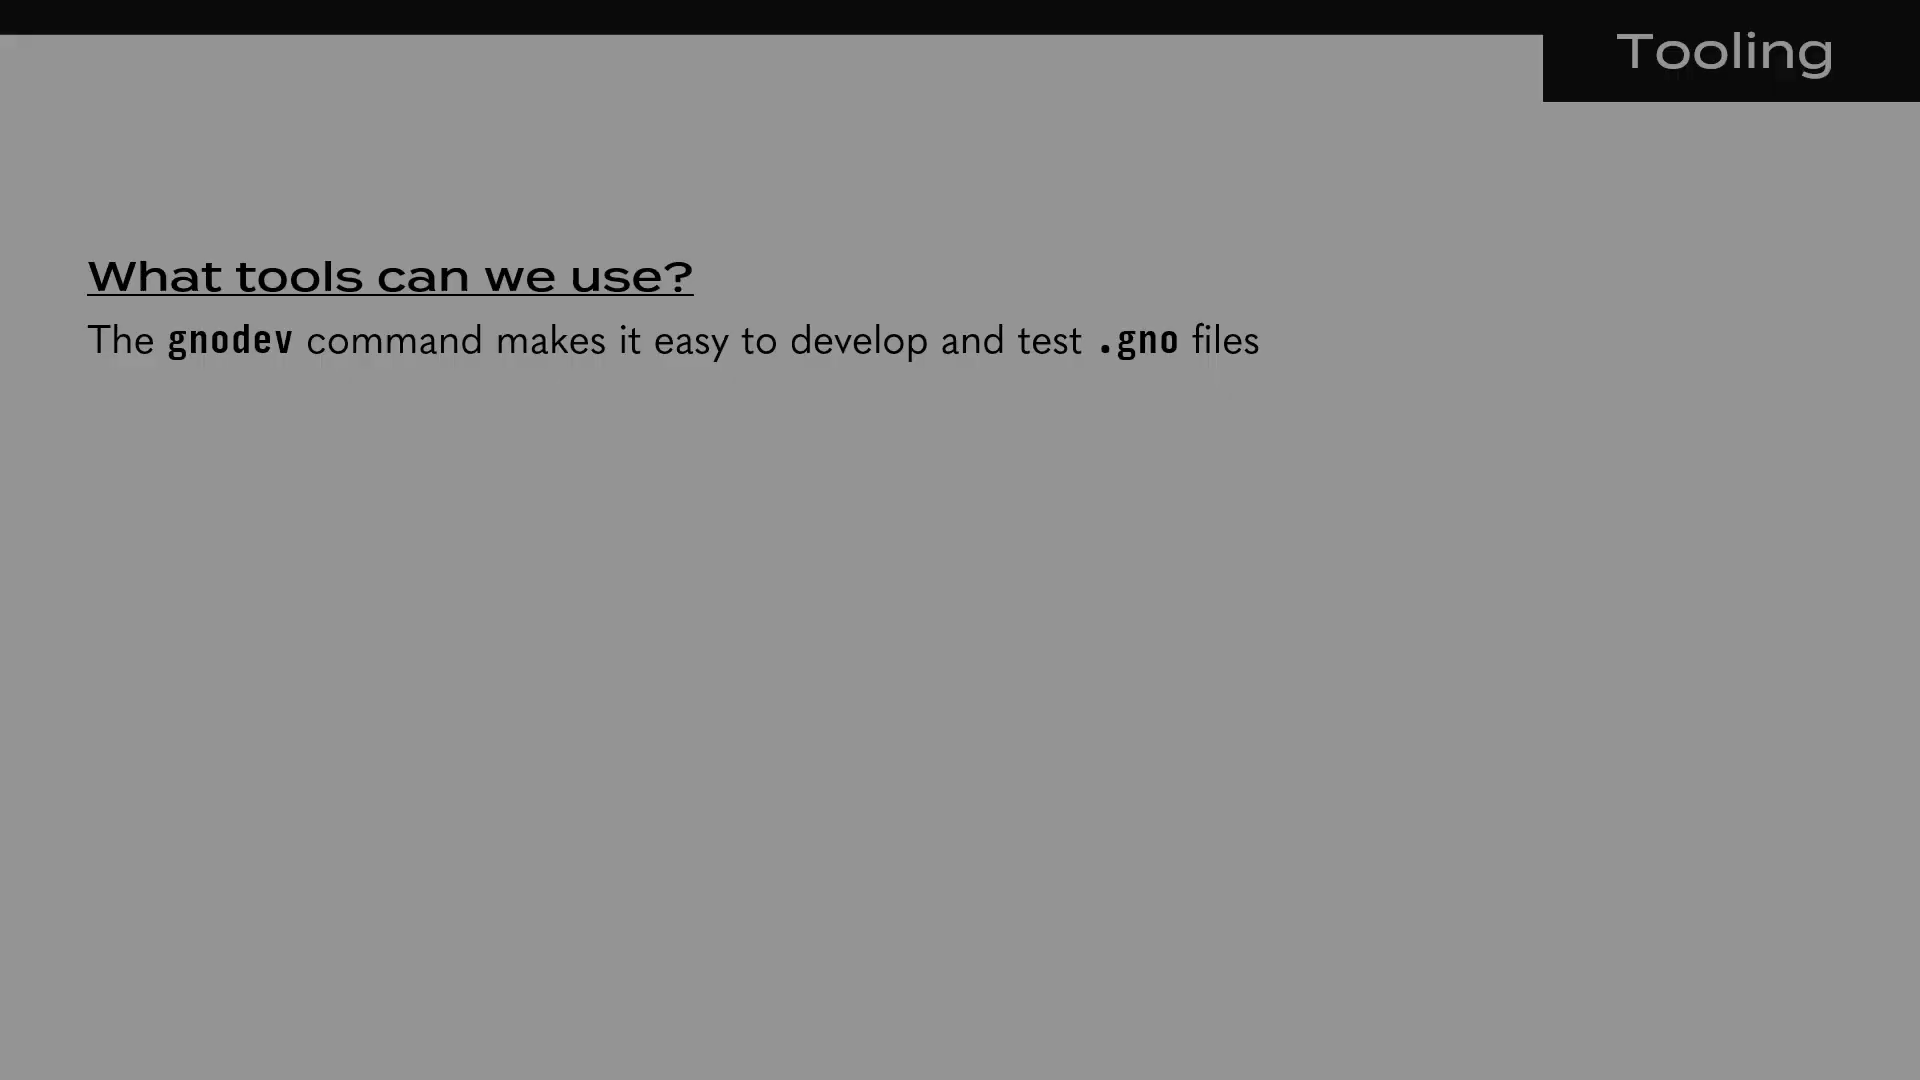 Tooling
What tools can we use?
The gnodev command makes it easy to develop and test .gno files